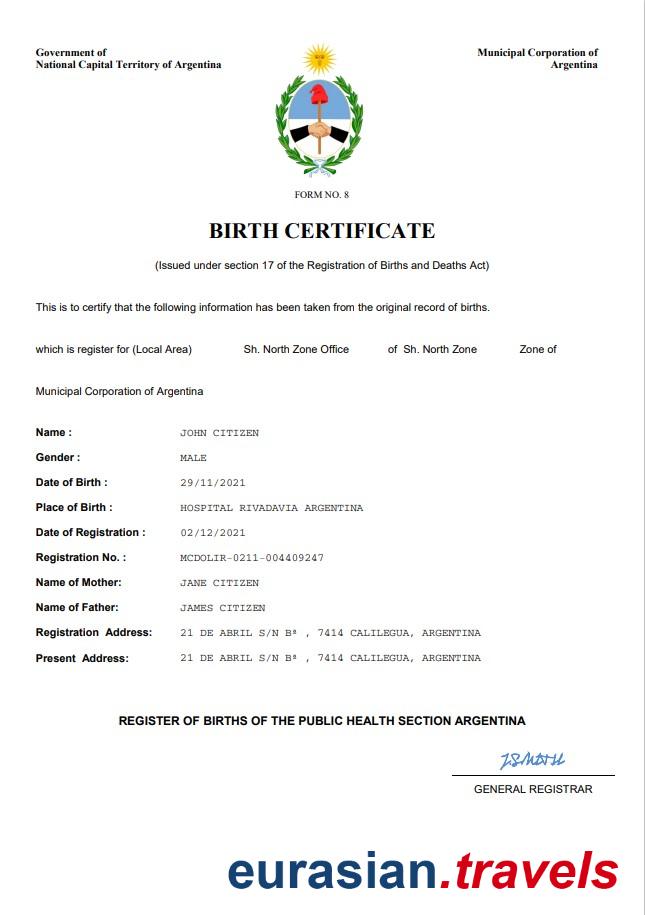 Government of
National Capital Territory of Argentina
Municipal Corporation of
Argentina
FORM NO. 8
BIRTH CERTIFICATE
(Issued under section 17 of the Registration of Births and Deaths Act)
This is to certify that the following information has been taken from the original record of births.
which is register for (Local Area) Sh. North Zone Office of Sh. North Zone Zone of
Municipal Corporation of Argentina
Name : JOHN CITIZEN
Gender : MALE
Date of Birth : 29/11/2021
Place of Birth : HOSPITAL RIVADAVIA ARGENTINA
Date of Registration : 02/12/2021
Registration No. : MCDOLIR-0211-004409247
Name of Mother: JANE CITIZEN
Name of Father: JAMES CITIZEN
Registration Address: 21 DE ABRIL S/N Bª , 7414 CALILEGUA, ARGENTINA
Present Address: 21 DE ABRIL S/N Bª , 7414 CALILEGUA, ARGENTINA
REGISTER OF BIRTHS OF THE PUBLIC HEALTH SECTION ARGENTINA
GENERAL REGISTRAR
eurasian.travels